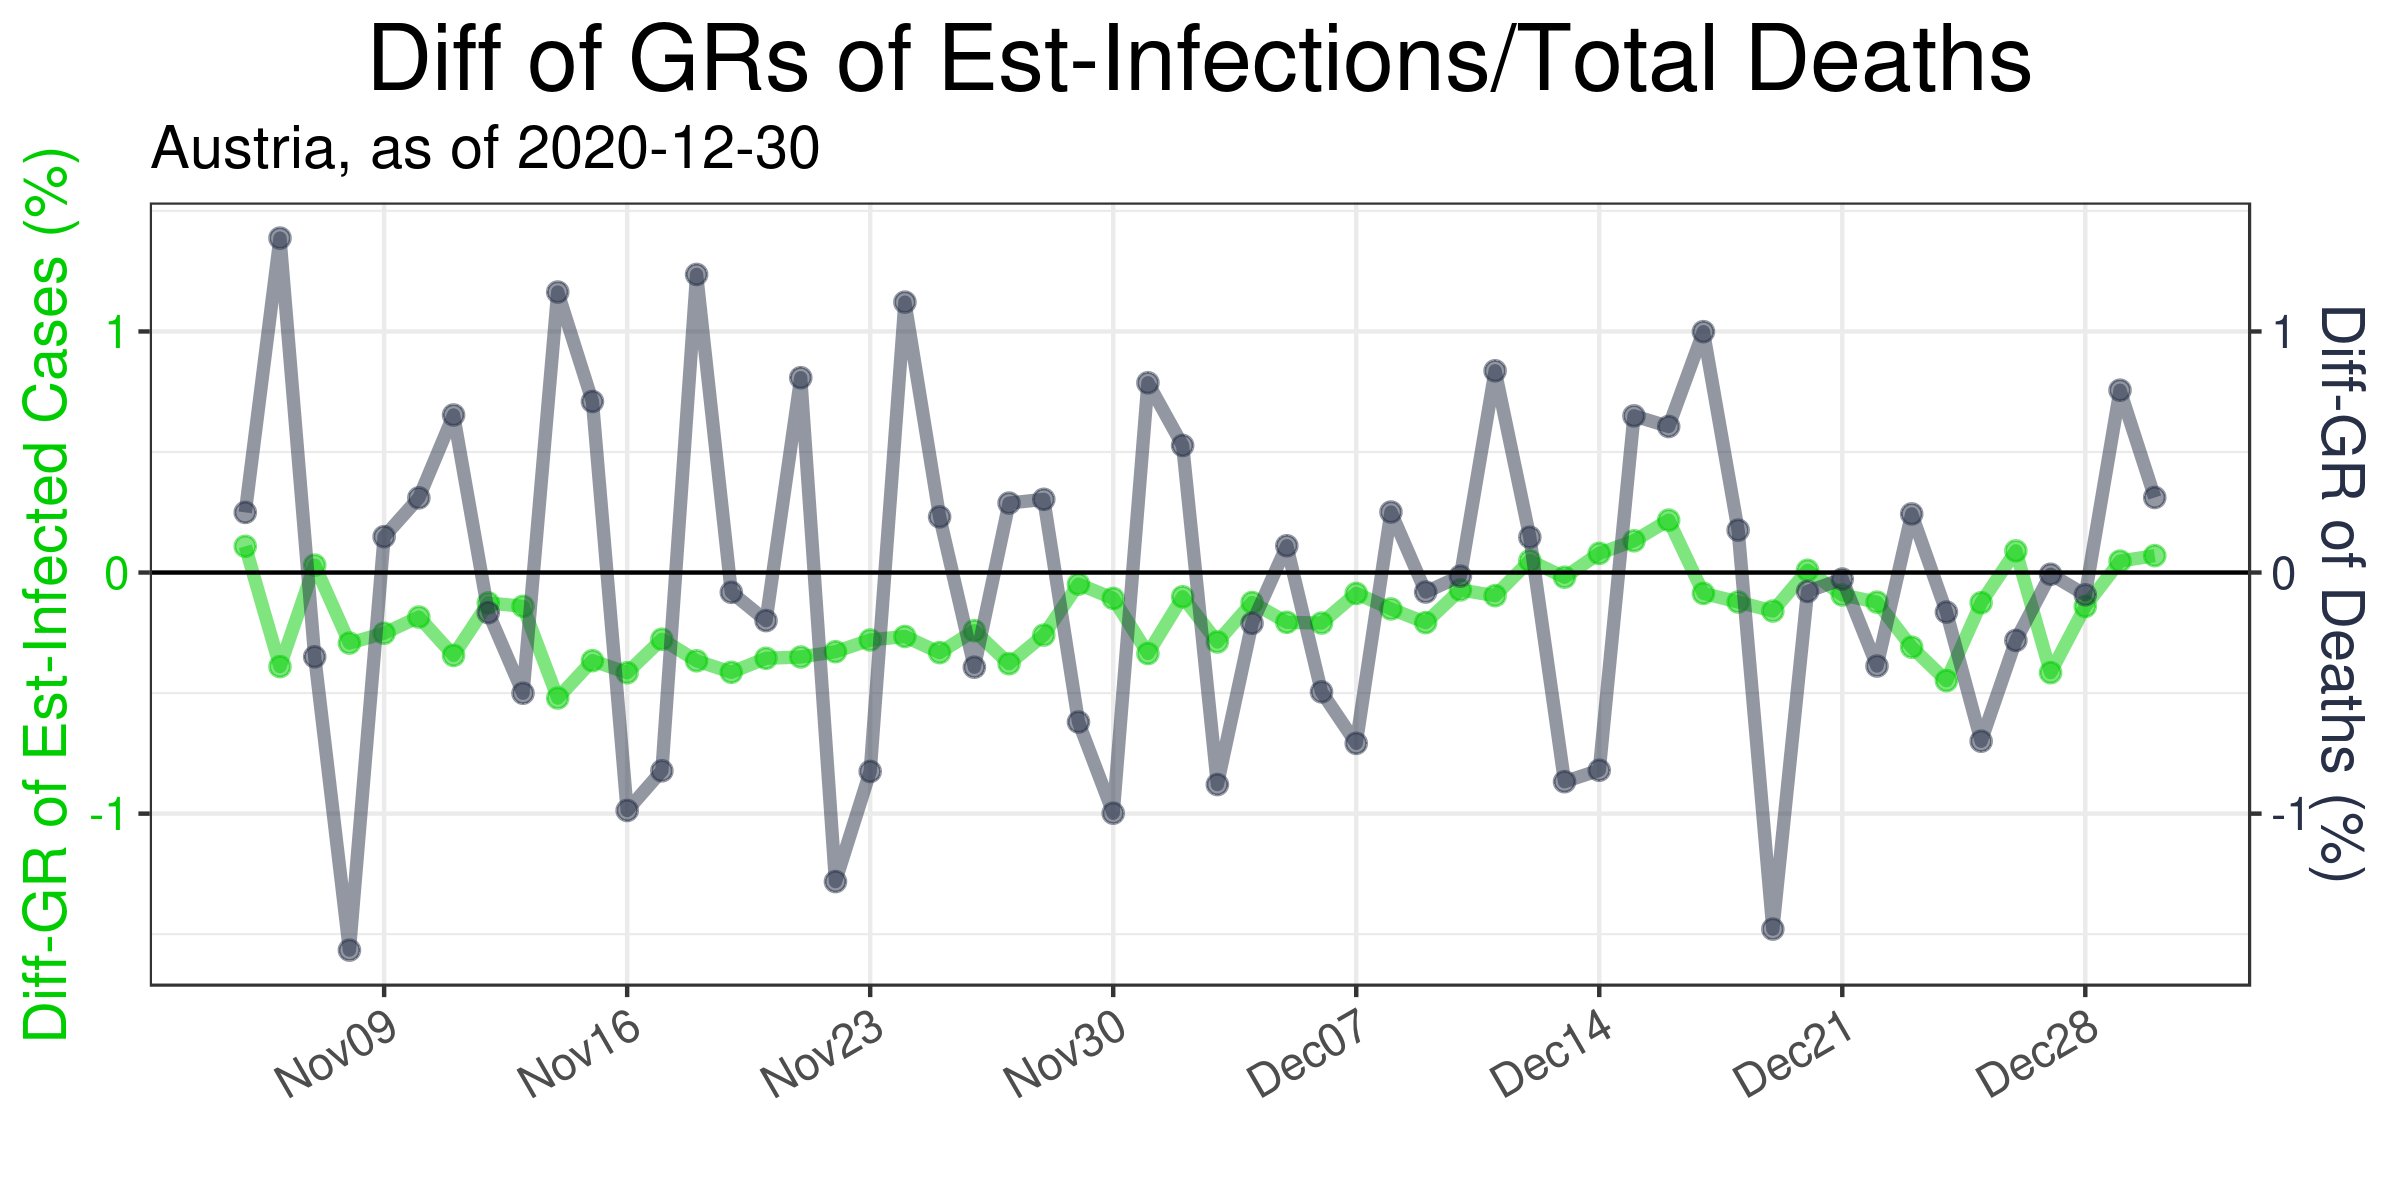 Diff of GRs of Est-Infections/Total Deaths
Austria, as of 2020-12-30
Diff-GR of Est-Infected Cases (%)
1
0
-1
1
0
-1
Diff-GR of Deaths (%)
Nov09
Nov16
Nov23
Nov30
Dec07
Dec14
Dec21
Dec28